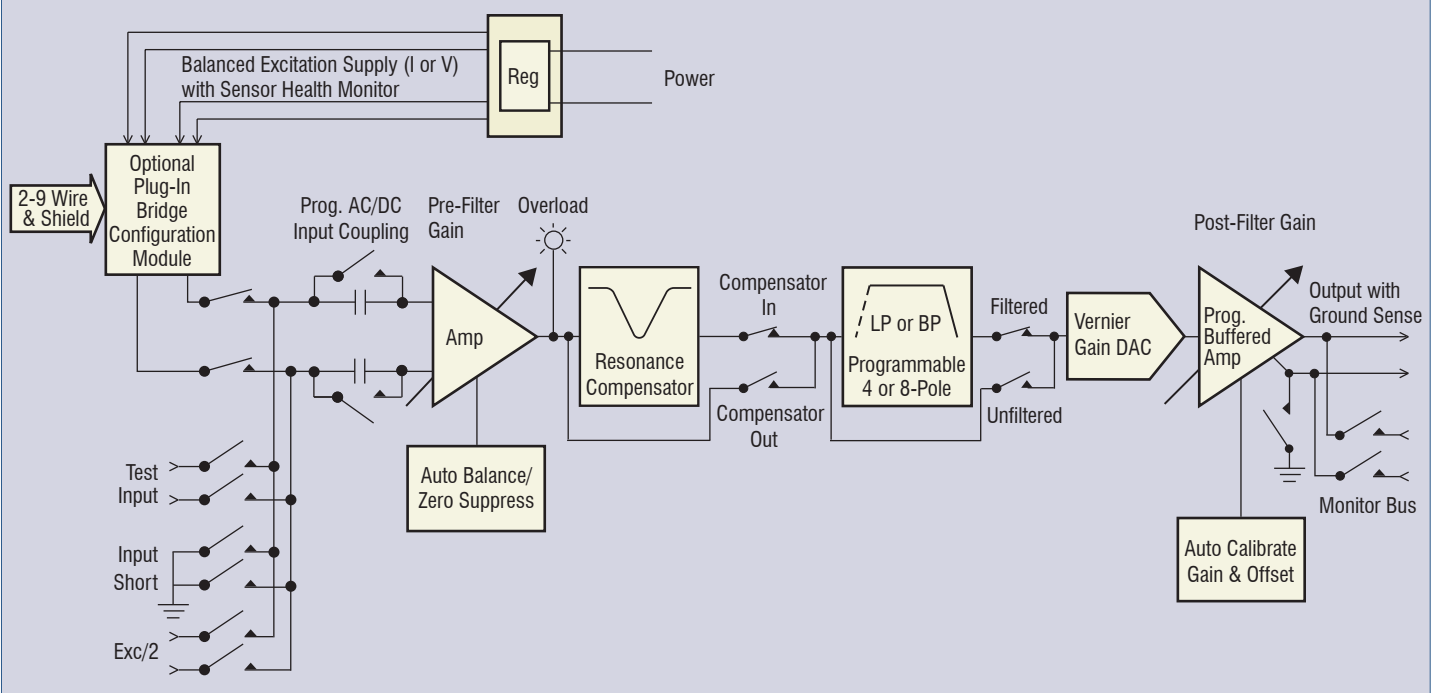 Balanced Excitation Supply (I or V)
with Sensor Health Monitor
Reg
Power
2-9 Wire
& Shield
Optional
Plug-In
Bridge
Configuration
Module
Prog. AC/DC
Input Coupling
Pre-Filter
Gain
Overload
Amp
Auto Balance/
Zero Suppress
Resonance
Compensator
Compensator
In
Compensator
Out
LP or BP
Programmable
4 or 8-Pole
Filtered
Unfiltered
Vernier
Gain DAC
Post-Filter Gain
Prog.
Buffered
Amp
Output with
Ground Sense
Monitor Bus
Auto Calibrate
Gain & Offset
Test
Input
Input
Short
Exc/2